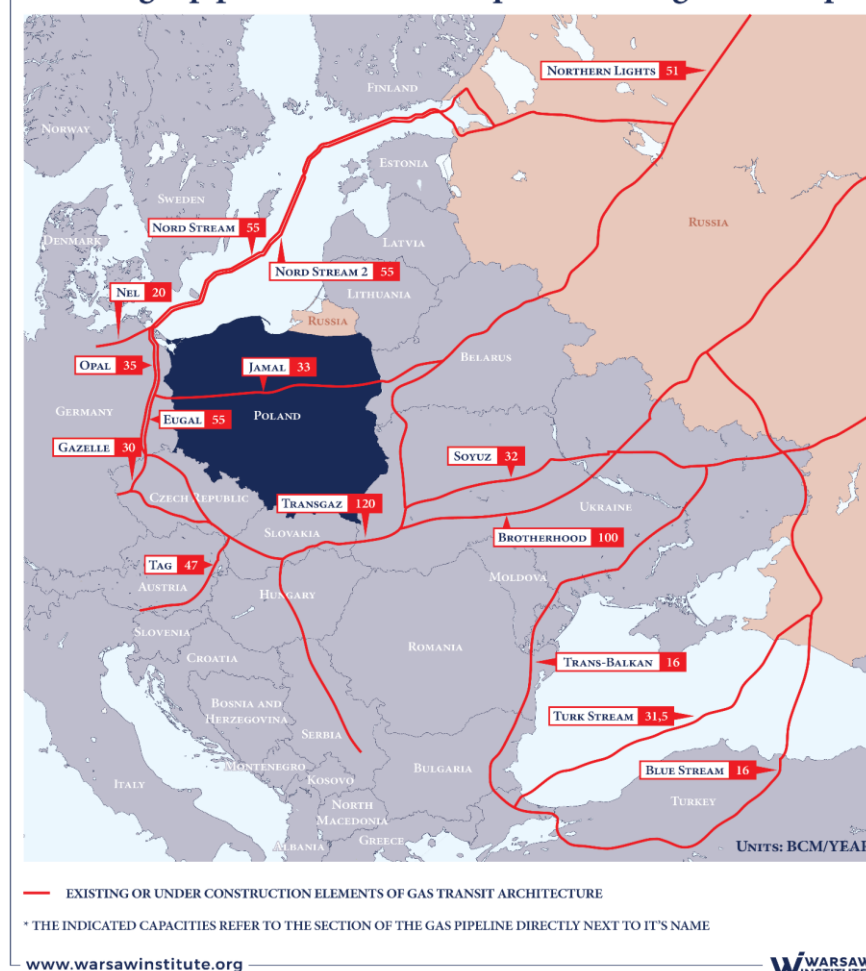 NORTHERN LIGHTS 51
FINLAND
NORWAY
ESTONIA
SWEDEN
RUSSIA
NORD STREAM 55
DENMARK
LATVIA
NORD STREAM 2 55
NEL 20
LITHUANIA
RUSSIA
BELARUS
OPAL 35
JAMAL 33
GERMANY
EUGAL 55
POLAND
GAZELLE 30
SOYUZ 32
CZECH REPUBLIC
TRANSGAZ 120
UKRAINE
SLOVAKIA
BROTHERHOOD 100
TAG 47
MOLDOVA
AUSTRIA
HUNGARY
SLOVENIA
ROMANIA
CROATIA
TRANS-BALKAN 16
BOSNIA AND
HERZEGOVINA
TURK STREAM 31,5
SERBIA
MONTENEGRO
BULGARIA
BLUE STREAM 16
KOSOVO
ITALY
NORTH
MACEDONIA
TURKEY
ALBANIA
GREECE
UNITS: BCM/YEAR
EXISTING OR UNDER CONSTRUCTION ELEMENTS OF GAS TRANSIT ARCHITECTURE
* THE INDICATED CAPACITIES REFER TO THE SECTION OF THE GAS PIPELINE DIRECTLY NEXT TO IT'S NAME
www.warsawinstitute.org
WARSAW
INSTITUTE